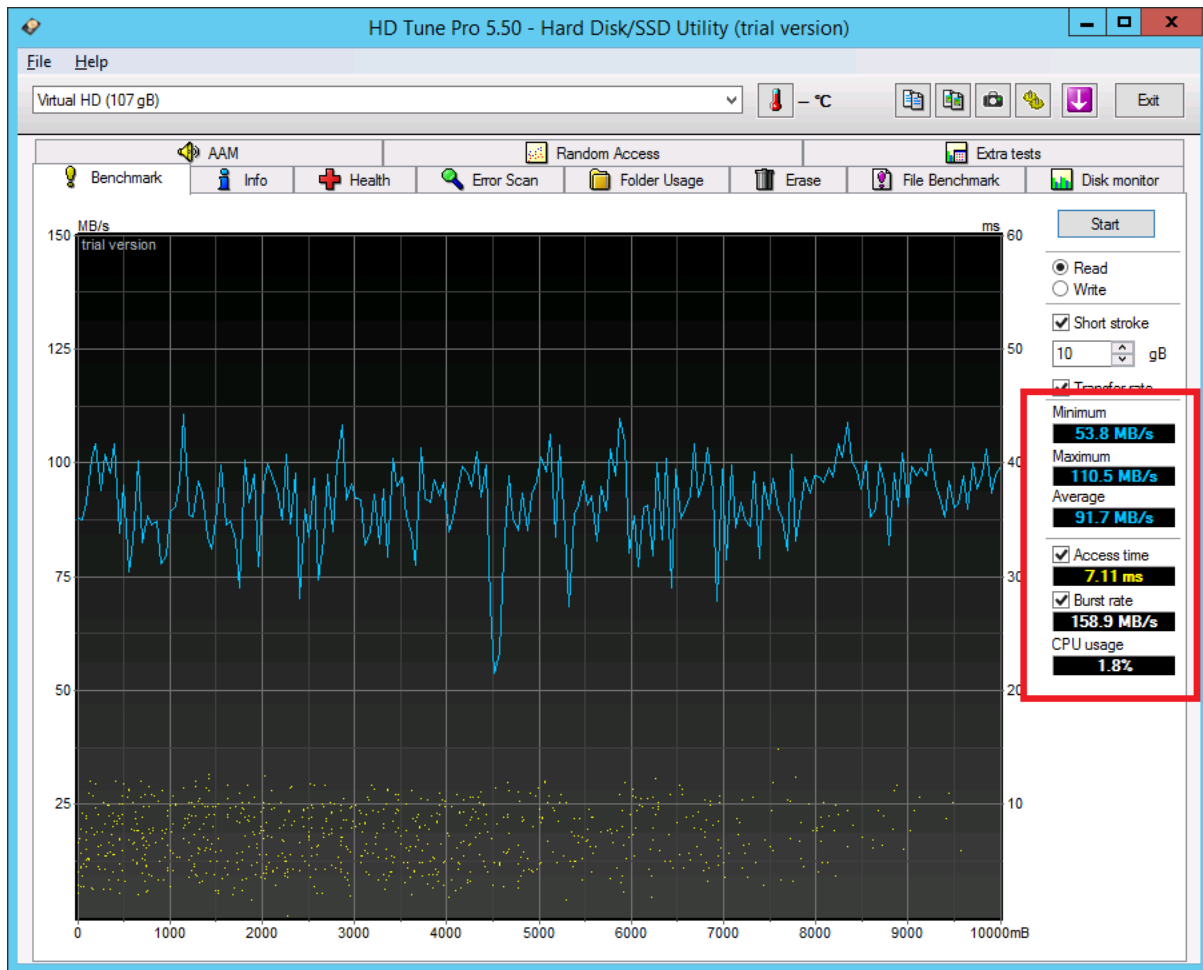 HD Tune Pro 5.50 - Hard Disk/SSD Utility (trial version)
File Help
Virtual HD (107 gB)
– °C
Exit
AAM Random Access Extra tests
Benchmark Info Health Error Scan Folder Usage Erase File Benchmark Disk monitor
MB/s
trial version
ms
150
125
100
75
50
25
60
50
40
30
20
10
0 1000 2000 3000 4000 5000 6000 7000 8000 9000 10000mB
Start
Read
Write
Short stroke
10 gB
Transfer rate
Minimum
53.8 MB/s
Maximum
110.5 MB/s
Average
91.7 MB/s
Access time
7.11 ms
Burst rate
158.9 MB/s
CPU usage
1.8%